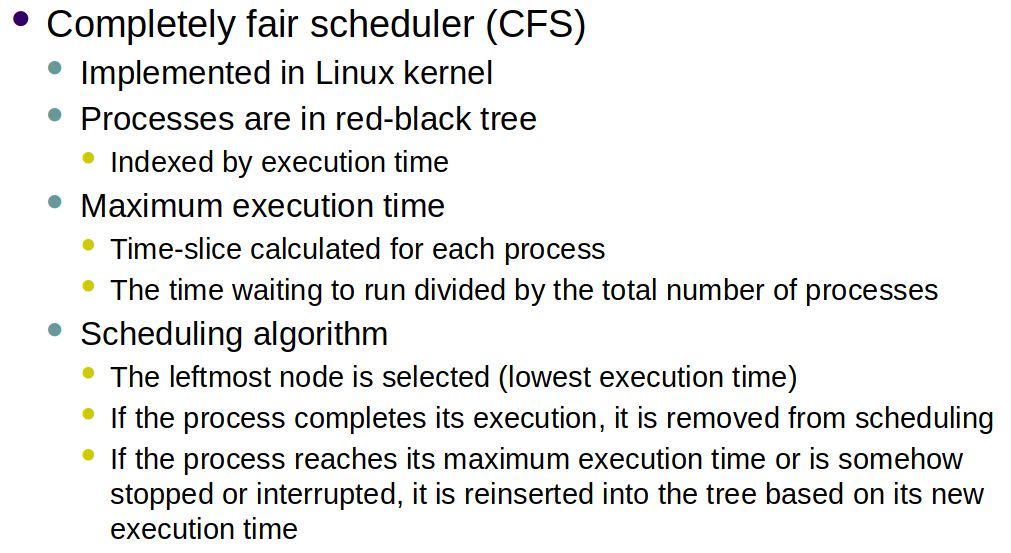 Completely fair scheduler (CFS)
Implemented in Linux kernel
Processes are in red-black tree
Indexed by execution time
Maximum execution time
Time-slice calculated for each process
The time waiting to run divided by the total number of processes
Scheduling algorithm
The leftmost node is selected (lowest execution time)
If the process completes its execution, it is removed from scheduling
If the process reaches its maximum execution time or is somehow
stopped or interrupted, it is reinserted into the tree based on its new
execution time